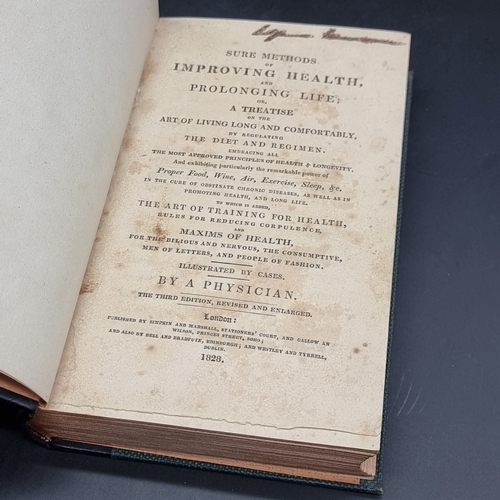 SURE METHODS
OF
IMPROVING HEALTH,
AND
PROLONGING LIFE;
OR,
A TREATISE
ON THE
ART OF LIVING LONG AND COMFORTABLY,
BY REGULATING
THE DIET AND REGIMEN.
EMBRACING ALL
THE MOST APPROVED PRINCIPLES OF HEALTH & LONGEVITY,
And exhibiting particularly the remarkable power of
Proper Food, Wine, Air, Exercise, Sleep, &c.
IN THE CURE OF OBSTINATE CHRONIC DISEASES, AS WELL AS IN
PROMOTING HEALTH, AND LONG LIFE.
TO WHICH IS ADDED,
THE ART OF TRAINING FOR HEALTH,
RULES FOR REDUCING CORPULENCE,
AND
MAXIMS OF HEALTH,
FOR THE BILIOUS AND NERVOUS, THE CONSUMPTIVE,
MEN OF LETTERS, AND PEOPLE OF FASHION.
ILLUSTRATED BY CASES.
BY A PHYSICIAN.
THE THIRD EDITION, REVISED AND ENLARGED.
London:
PUBLISHED BY SIMPKIN AND MARSHALL, STATIONERS' COURT, AND CALLOW AN
WILSON, PRINCES STREET, SOHO;
AND ALSO BY BELL AND BRADFUTE, EDINBURGH; AND WESTLEY AND TYRRELL,
DUBLIN.
1828.